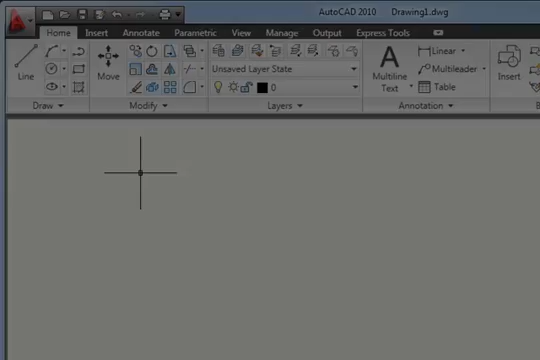 AutoCAD 2010 Drawing1.dwg
Home Insert Annotate Parametric View Manage Output Express Tools
Line
Move
Unsaved Layer State
0
A
Multiline
Text
Linear
Multileader
Table
Insert
Draw
Modify
Layers
Annotation